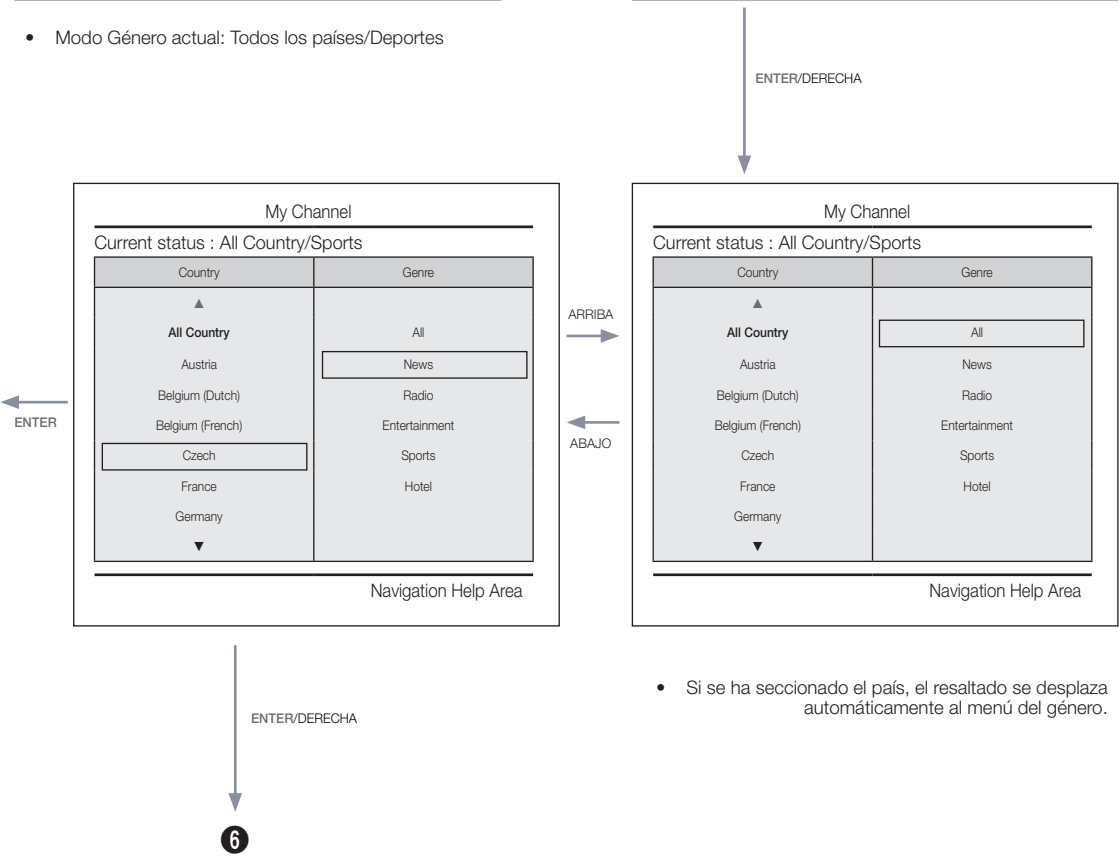 • Modo Género actual: Todos los países/Deportes
ENTER/DERECHA
My Channel
Current status : All Country/Sports
Country Genre
▲
All Country All
Austria News
Belgium (Dutch) Radio
Belgium (French) Entertainment
Czech Sports
France Hotel
Germany
▼
Navigation Help Area
ENTER
ARRIBA
ABAJO
My Channel
Current status : All Country/Sports
Country Genre
▲
All Country All
Austria News
Belgium (Dutch) Radio
Belgium (French) Entertainment
Czech Sports
France Hotel
Germany
▼
Navigation Help Area
• Si se ha seccionado el país, el resaltado se desplaza
automáticamente al menú del género.
ENTER/DERECHA
6